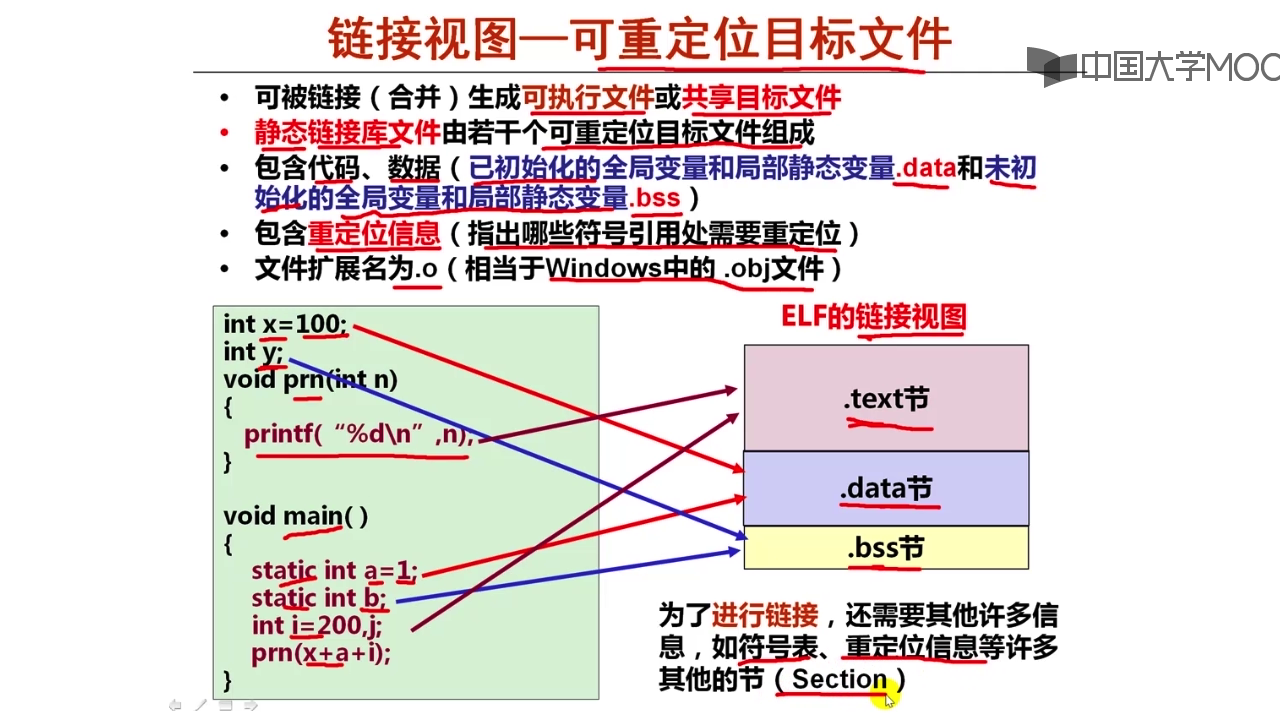 链接视图—可重定位目标文件
中国大学MOO
• 可被链接（合并）生成可执行文件或共享目标文件
• 静态链接库文件由若干个可重定位目标文件组成
• 包含代码、数据（已初始化的全局变量和局部静态变量.data和未初
始化的全局变量和局部静态变量.bss）
• 包含重定位信息（指出哪些符号引用处需要重定位）
• 文件扩展名为.o（相当于Windows中的 .obj文件）
int x=100;
int y;
void prn(int n)
{
printf(“%d\n”,n);
}
void main( )
{
static int a=1;
static int b;
int i=200,j;
prn(x+a+i);
}
ELF的链接视图
.text节
.data节
.bss节
为了进行链接，还需要其他许多信
息，如符号表、重定位信息等许多
其他的节（Section）